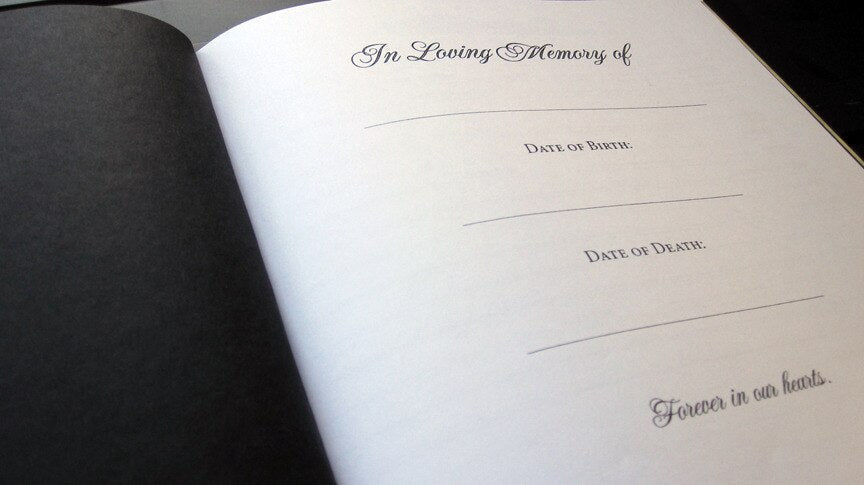 In Loving Memory of
DATE OF BIRTH:
DATE OF DEATH:
Forever in our hearts.